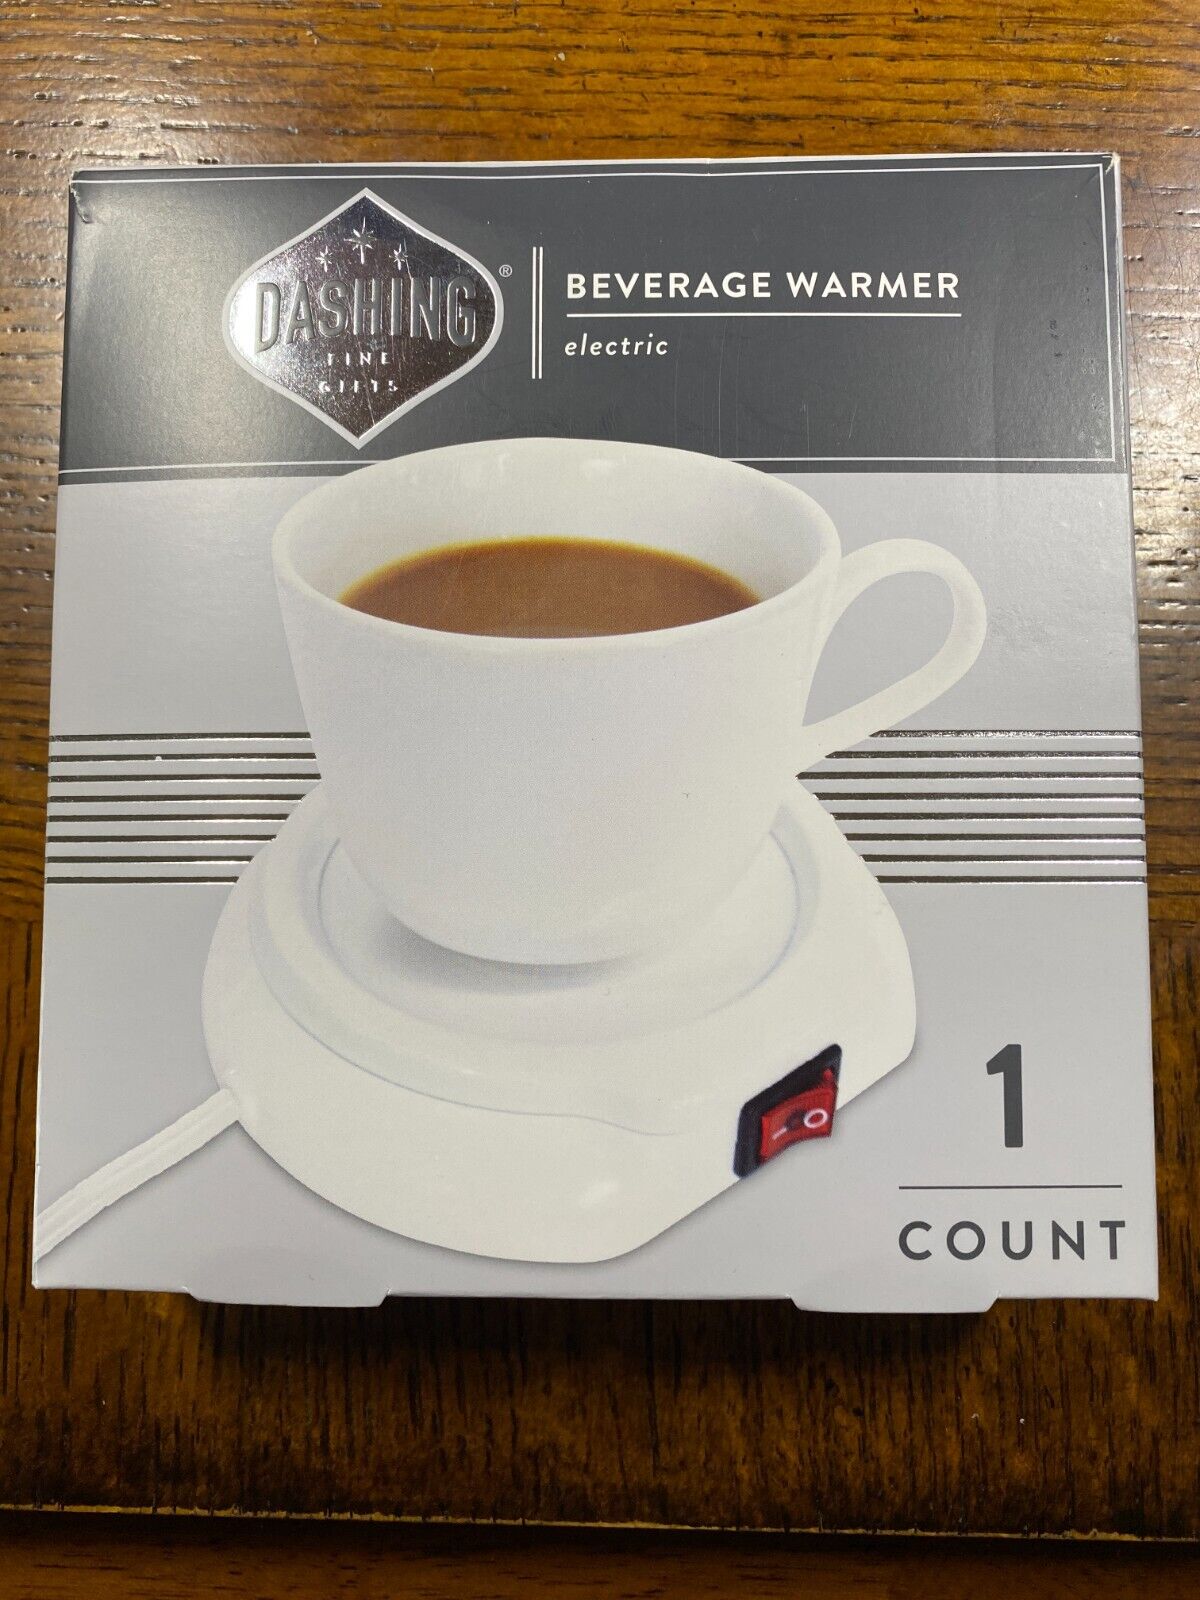 DASHING®
FINE
GIFTS
BEVERAGE WARMER
electric
1
COUNT